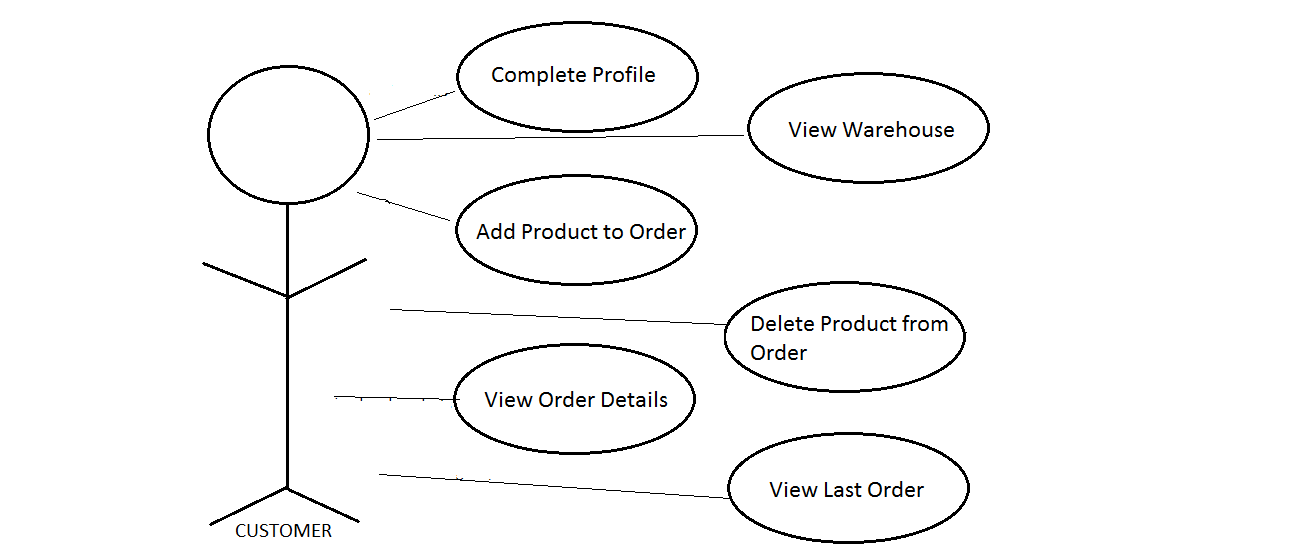 Complete Profile
View Warehouse
Add Product to Order
Delete Product from
Order
View Order Details
View Last Order
CUSTOMER